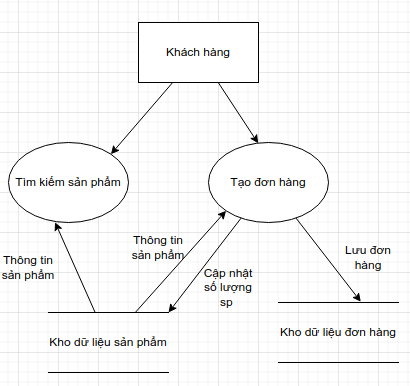 Khách hàng
Tìm kiếm sản phẩm
Tạo đơn hàng
Thông tin
sản phẩm
Thông tin
sản phẩm
Cập nhật
số lượng
sp
Lưu đơn
hàng
Kho dữ liệu sản phẩm
Kho dữ liệu đơn hàng